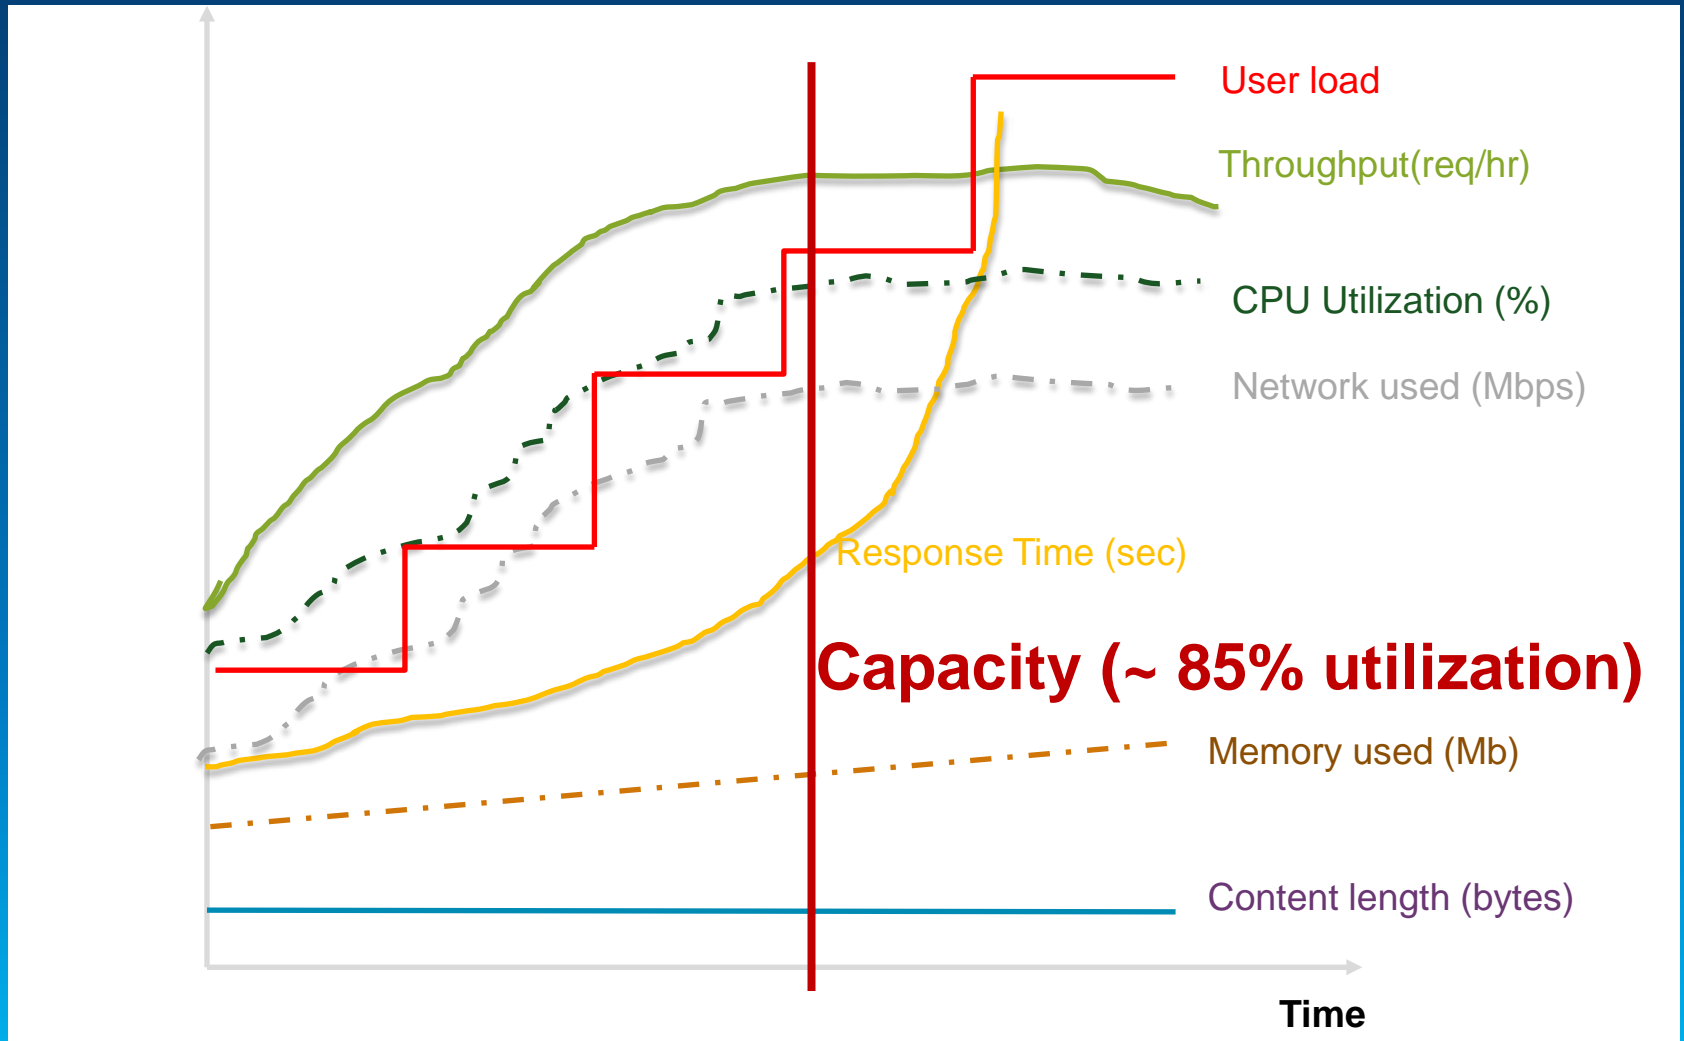 User load
Throughput(req/hr)
CPU Utilization (%)
Network used (Mbps)
Response Time (sec)
Capacity (~ 85% utilization)
Memory used (Mb)
Content length (bytes)
Time